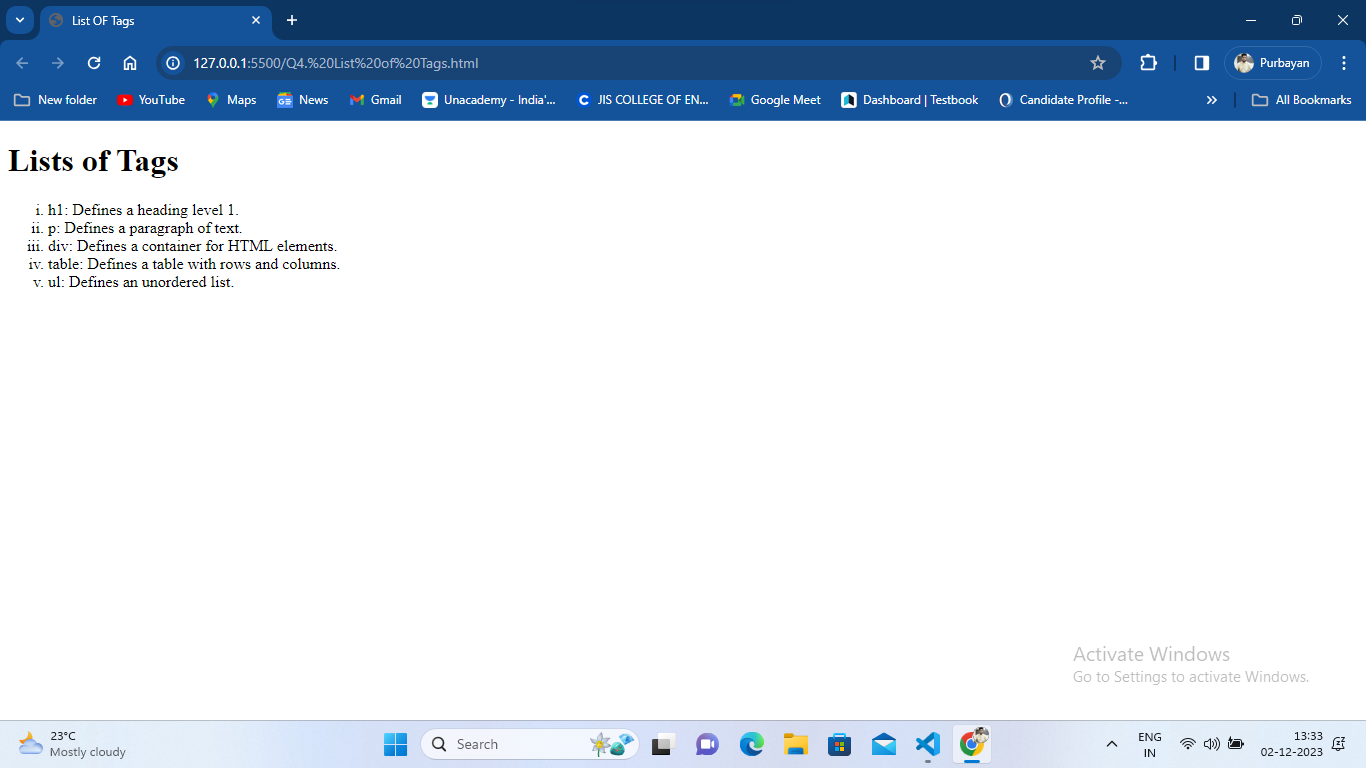 List OF Tags
127.0.0.1:5500/Q4.%20List%20of%20Tags.html
Purbayan
New folder
YouTube
Maps
News
Gmail
Unacademy - India'...
JIS COLLEGE OF EN...
Google Meet
Dashboard | Testbook
Candidate Profile -...
»
All Bookmarks
Lists of Tags
i. h1: Defines a heading level 1.
ii. p: Defines a paragraph of text.
iii. div: Defines a container for HTML elements.
iv. table: Defines a table with rows and columns.
v. ul: Defines an unordered list.
Activate Windows
Go to Settings to activate Windows.
23°C
Mostly cloudy
Search
ENG
IN
13:33
02-12-2023